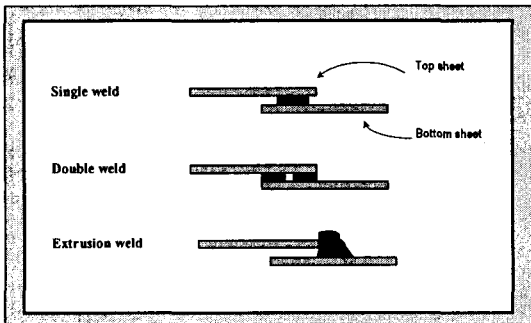 Top sheet
Single weld
Bottom sheet
Double weld
Extrusion weld